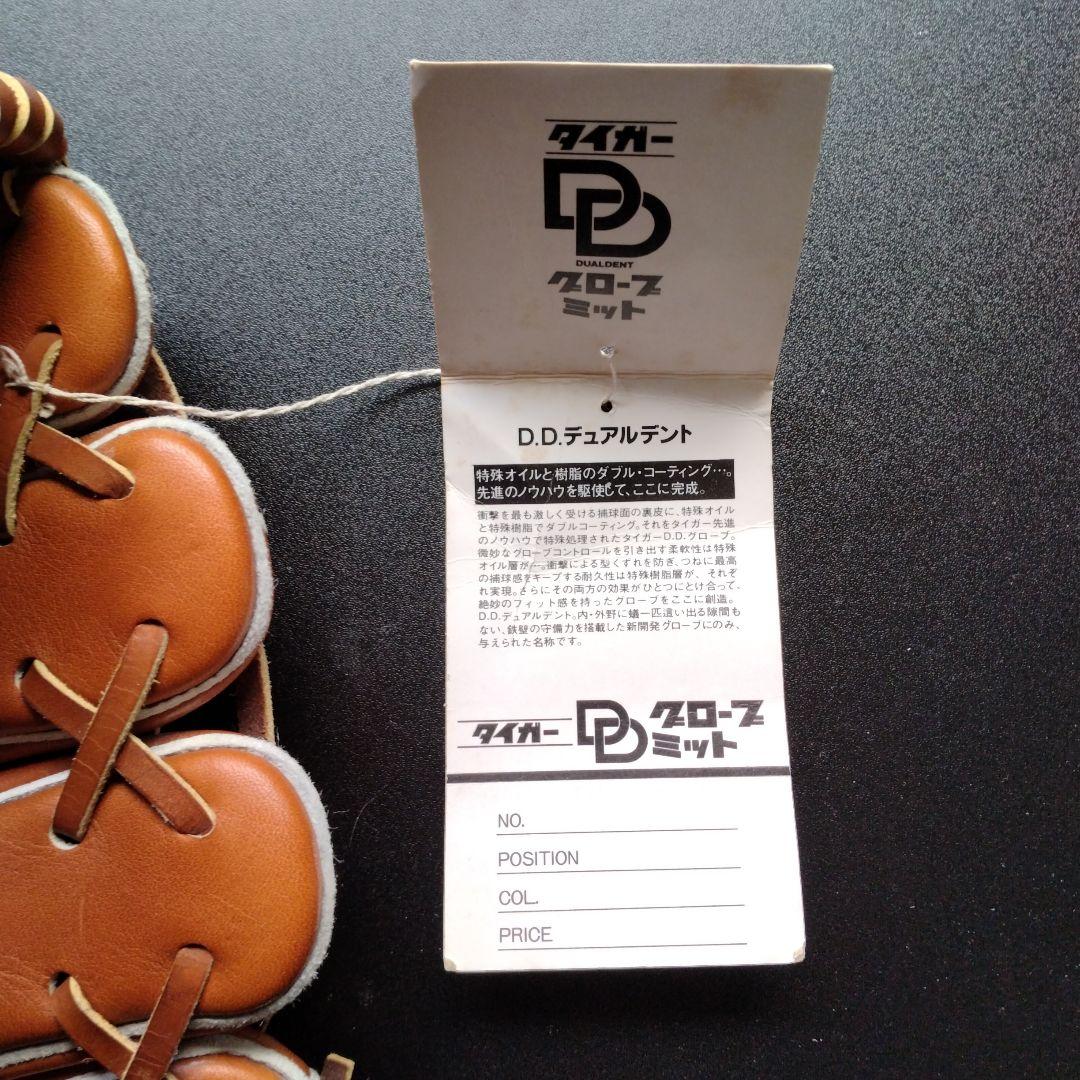 タイガー
DD
DUALDENT
グローブ
ミット
D.D.デュアルデント
特殊オイルと樹脂のダブル・コーティング…。
先進のノウハウを駆使して、ここに完成。
衝撃を最も激しく受ける捕球面の裏皮に、特殊オイル
と特殊樹脂でダブルコーティング。それをタイガー先進
のノウハウで特殊処理されたタイガーD.D.グローブ。
微妙なグローブコントロールを引き出す柔軟性は特殊
オイル層が…。衝撃による型くずれを防ぎ、つねに最高
の捕球感をキープする耐久性は特殊樹脂層が、それぞ
れ実現。さらにその両方の効果がひとつにとけ合って、
絶妙のフィット感を持ったグローブをここに創造。
D.D.デュアルデント。内・外野に蟻一匹這い出る隙間も
ない、鉄壁の守備力を搭載した新開発グローブにのみ、
与えられた名称です。
タイガー DD グローブ
ミット
NO.
POSITION
COL.
PRICE